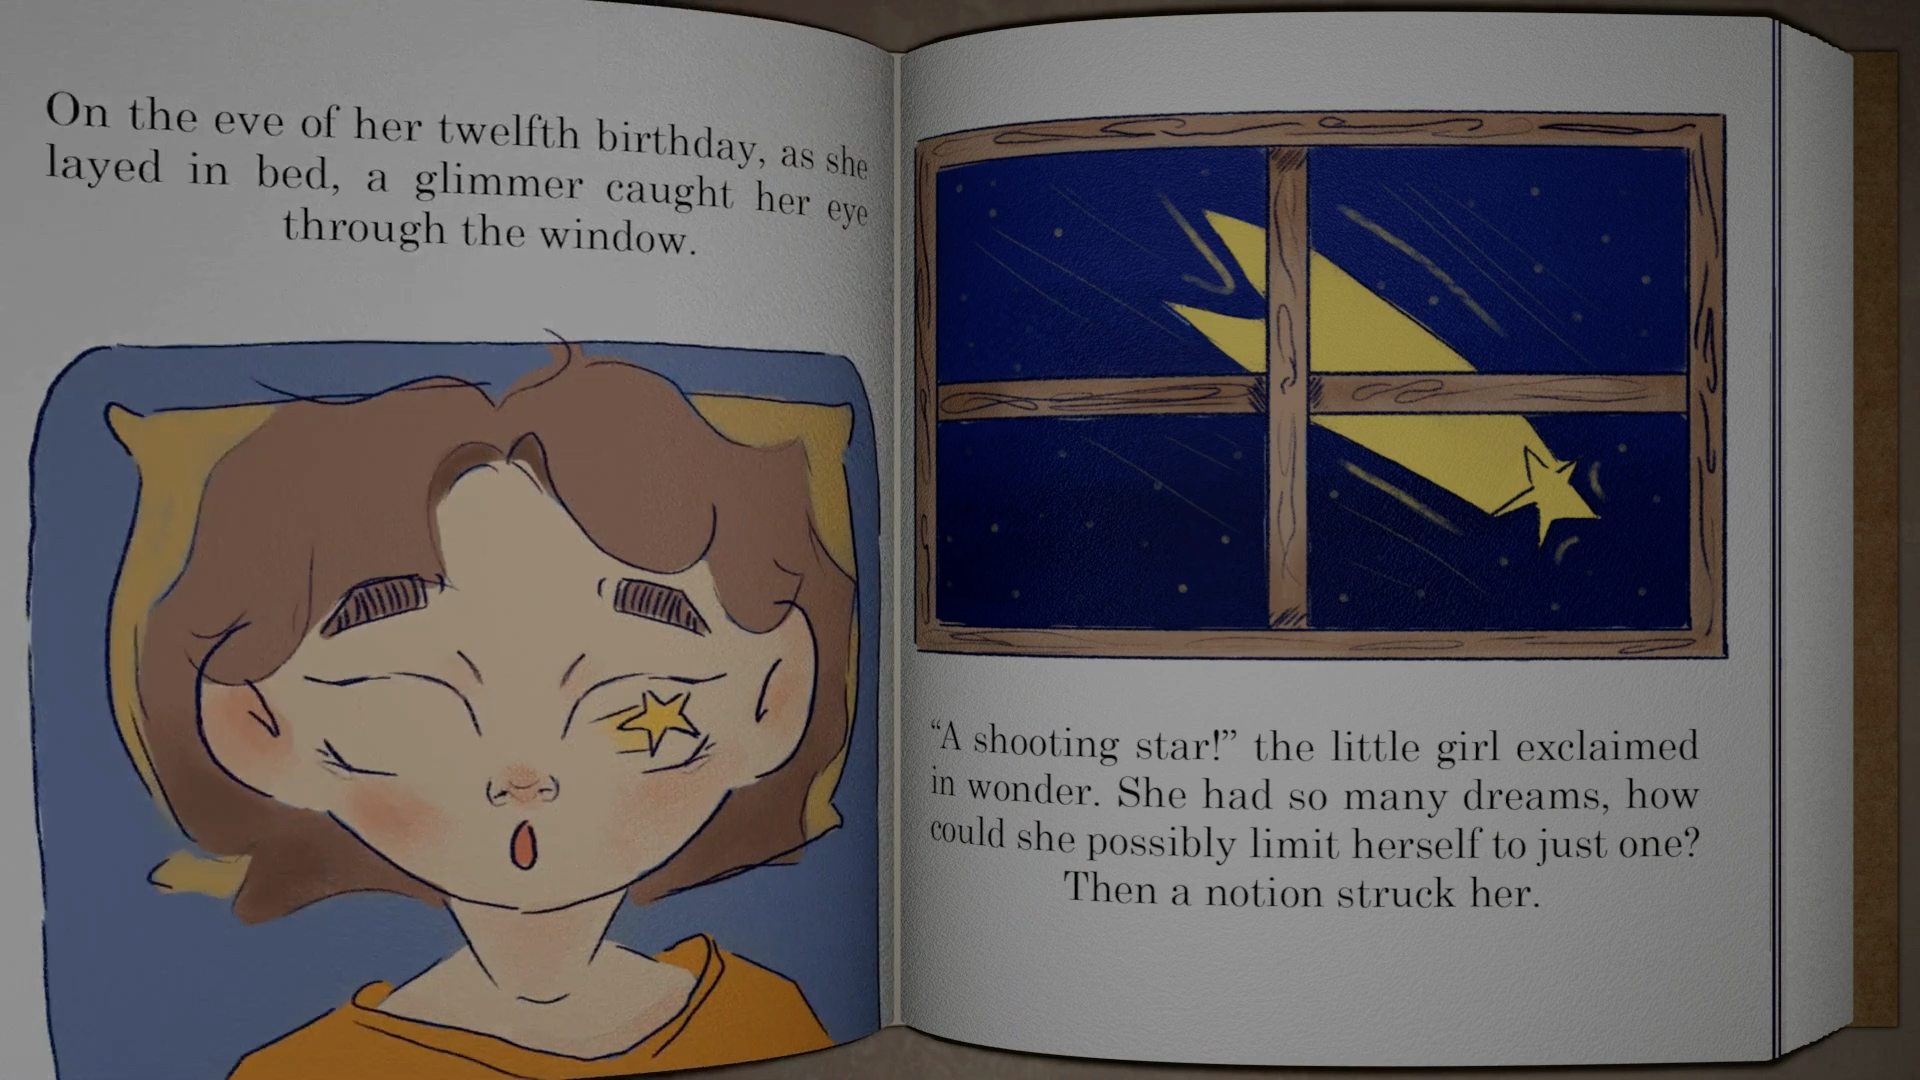 On the eve of her twelfth birthday, as she
layed in bed, a glimmer caught her eye
through the window.
“A shooting star!” the little girl exclaimed
in wonder. She had so many dreams, how
could she possibly limit herself to just one?
Then a notion struck her.